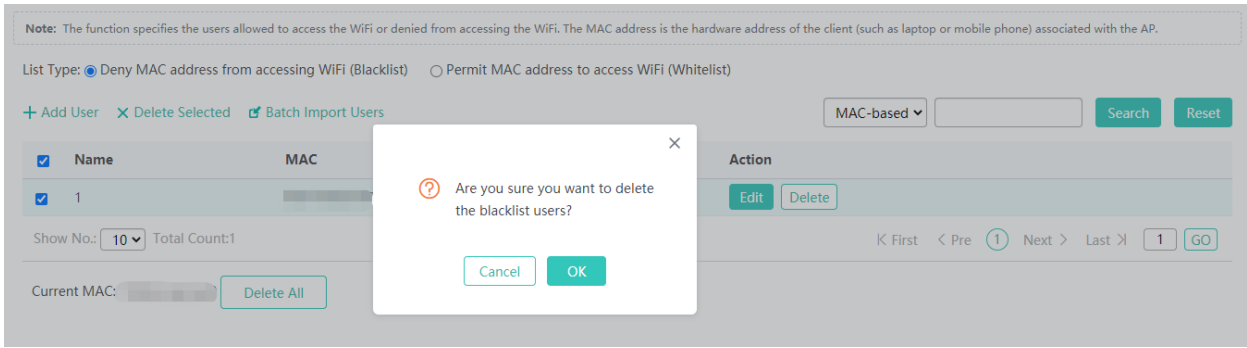 Note: The function specifies the users allowed to access the WiFi or denied from accessing the WiFi. The MAC address is the hardware address of the client (such as laptop or mobile phone) associated with the AP.
List Type: Deny MAC address from accessing WiFi (Blacklist) Permit MAC address to access WiFi (Whitelist)
Add User Delete Selected Batch Import Users MAC-based Search Reset
Name MAC Action
1 Edit Delete
Are you sure you want to delete
the blacklist users?
Cancel OK
Show No.: 10 Total Count:1 First Pre 1 Next Last 1 GO
Current MAC: Delete All